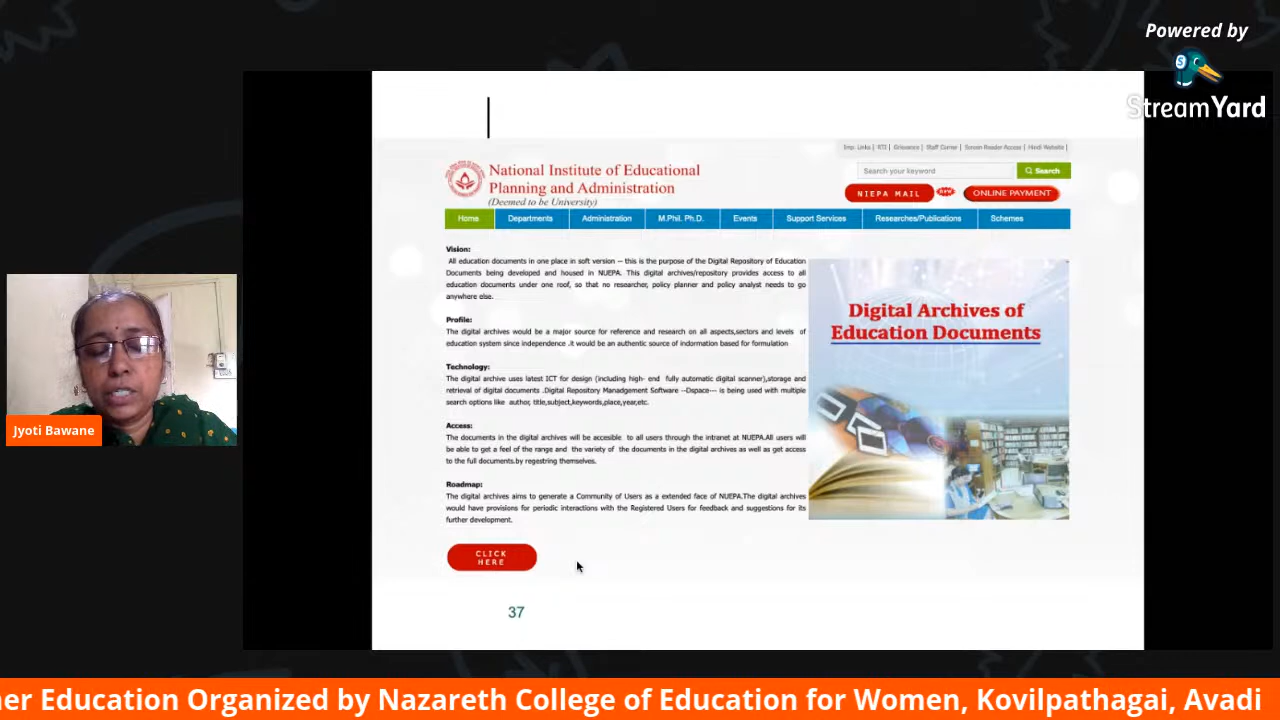 Powered by
StreamYard
Imp. Links | RTI | Grievance | Staff Corner | Screen Reader Access | Hindi Website |
National Institute of Educational
Planning and Administration
(Deemed to be University)
Search your keyword
Search
NIEPA MAIL
ONLINE PAYMENT
Home Departments Administration M.Phil. Ph.D. Events Support Services Researches/Publications Schemes
Vision:
All education documents in one place in soft version -- this is the purpose of the Digital Repository of Education
Documents being developed and housed in NUEPA. This digital archives/repository provides access to all
education documents under one roof, so that no researcher, policy planner and policy analyst needs to go
anywhere else.
Profile:
The digital archives would be a major source for reference and research on all aspects,sectors and levels of
education system since independence .it would be an authentic source of indormation based for formulation
Technology:
The digital archive uses latest ICT for design (including high- end fully automatic digital scanner),storage and
retrieval of digital documents .Digital Repository Manadgement Software --Dspace--- is being used with multiple
search options like author, title,subject,keywords,place,year,etc.
Access:
The documents in the digital archives will be accesible to all users through the intranet at NUEPA.All users will
be able to get a feel of the range and the variety of the documents in the digital archives as well as get access
to the full documents.by regestring themselves.
Roadmap:
The digital archives aims to generate a Community of Users as a extended face of NUEPA.The digital archives
would have provisions for periodic interactions with the Registered Users for feedback and suggestions for its
further development.
Digital Archives of
Education Documents
CLICK
HERE
37
Jyoti Bawane
her Education Organized by Nazareth College of Education for Women, Kovilpathagai, Avadi